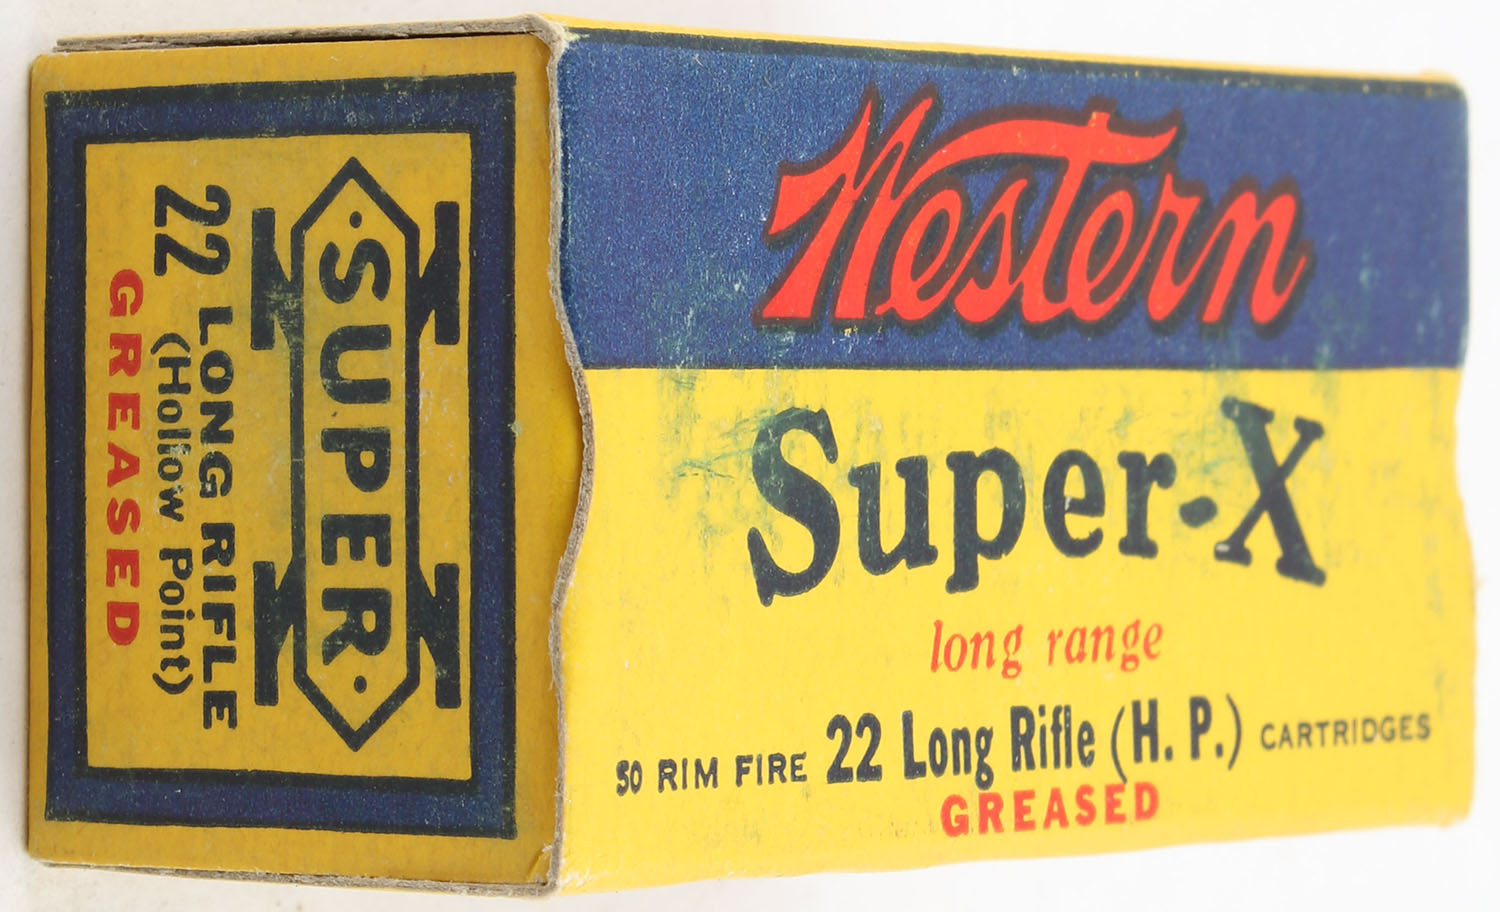 Western
Super-X
long range
50 RIM FIRE 22 Long Rifle (H. P.) CARTRIDGES
GREASED
·SUPER·
X
22 LONG RIFLE
(Hollow Point)
GREASED